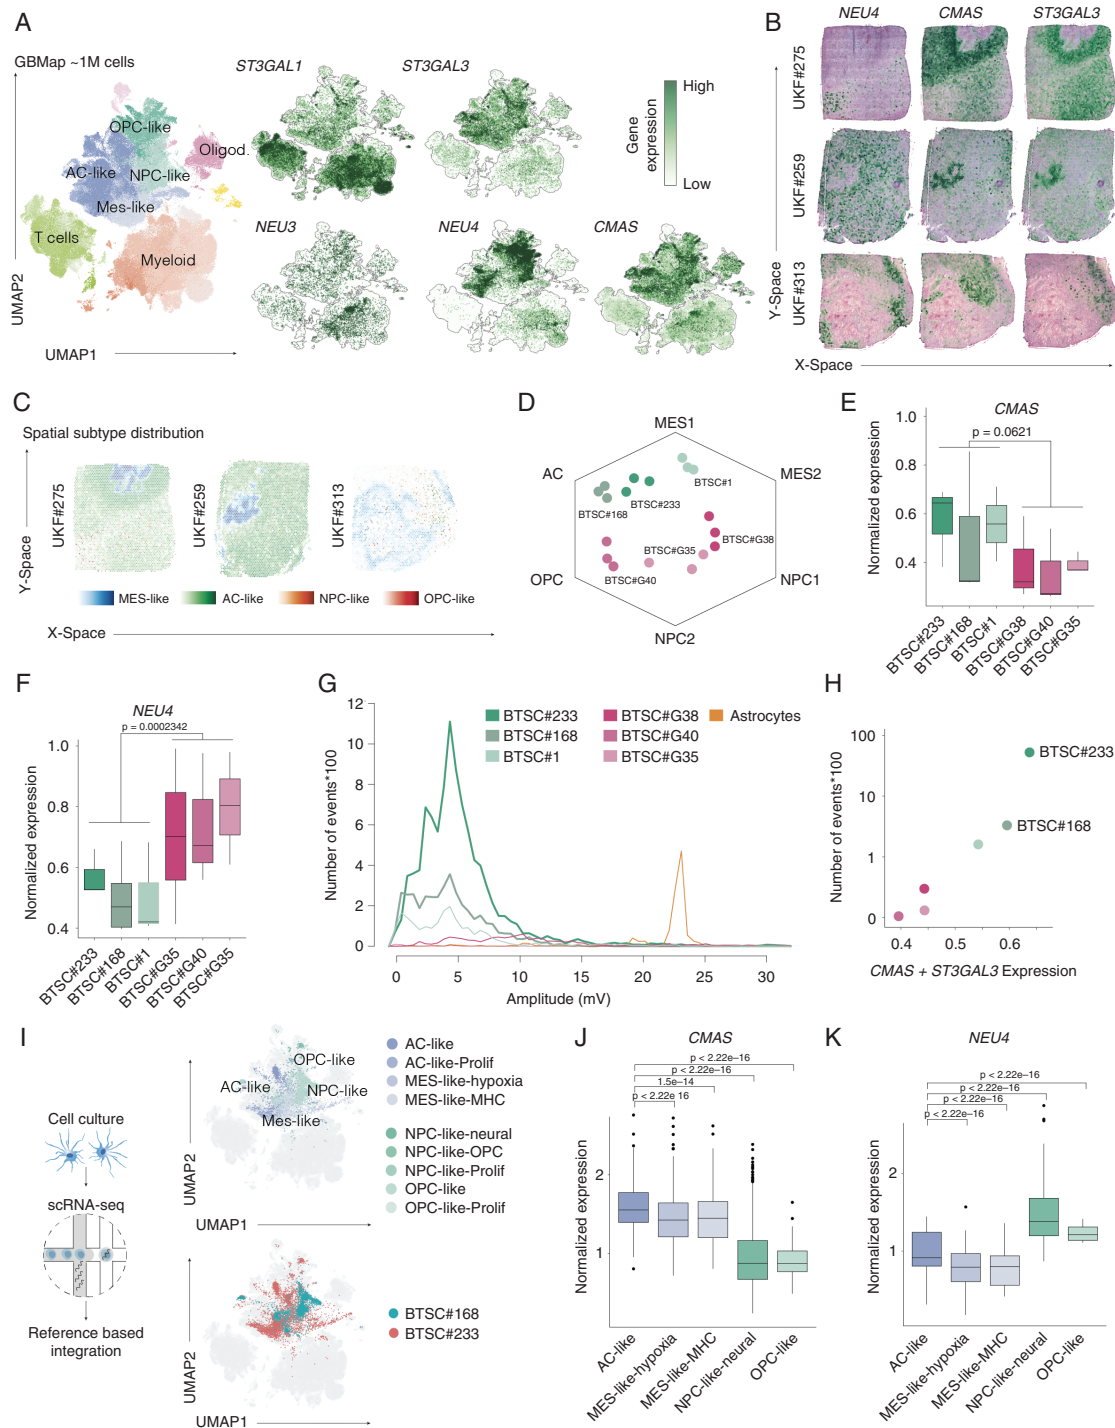 A
GBMap ~1M cells
OPC-like
Oligod.
AC-like
NPC-like
Mes-like
T cells
Myeloid
UMAP2
UMAP1
ST3GAL1
ST3GAL3
NEU3
NEU4
CMAS
Gene expression
High
Low
B
NEU4
CMAS
ST3GAL3
UKF#275
UKF#259
UKF#313
Y-Space
X-Space
C
Spatial subtype distribution
UKF#275
UKF#259
UKF#313
Y-Space
MES-like
AC-like
NPC-like
OPC-like
X-Space
D
MES1
AC
MES2
BTSC#1
BTSC#168
BTSC#233
BTSC#G38
BTSC#G35
BTSC#G40
OPC
NPC1
NPC2
E
CMAS
p = 0.0621
Normalized expression
1.0
0.8
0.6
0.4
BTSC#233
BTSC#168
BTSC#1
BTSC#G38
BTSC#G40
BTSC#G35
F
NEU4
p = 0.0002342
Normalized expression
1.0
0.8
0.6
0.4
BTSC#233
BTSC#168
BTSC#1
BTSC#G35
BTSC#G40
BTSC#G35
G
Number of events*100
12
10
8
6
4
2
0
0
5
10
15
20
25
30
Amplitude (mV)
BTSC#233
BTSC#168
BTSC#1
BTSC#G38
BTSC#G40
BTSC#G35
Astrocytes
H
Number of events*100
100
10
1
0
BTSC#233
BTSC#168
0.4
0.5
0.6
CMAS + ST3GAL3 Expression
I
Cell culture
scRNA-seq
Reference based
integration
OPC-like
AC-like
NPC-like
Mes-like
UMAP2
UMAP1
AC-like
AC-like-Prolif
MES-like-hypoxia
MES-like-MHC
NPC-like-neural
NPC-like-OPC
NPC-like-Prolif
OPC-like
OPC-like-Prolif
UMAP2
UMAP1
BTSC#168
BTSC#233
J
CMAS
p < 2.22e-16
p < 2.22e-16
1.5e-14
p < 2.22e 16
Normalized expression
2
1
AC-like
MES-like-hypoxia
MES-like-MHC
NPC-like-neural
OPC-like
K
NEU4
p < 2.22e-16
p < 2.22e-16
p < 2.22e-16
p < 2.22e-16
Normalized expression
2
1
AC-like
MES-like-hypoxia
MES-like-MHC
NPC-like-neural
OPC-like